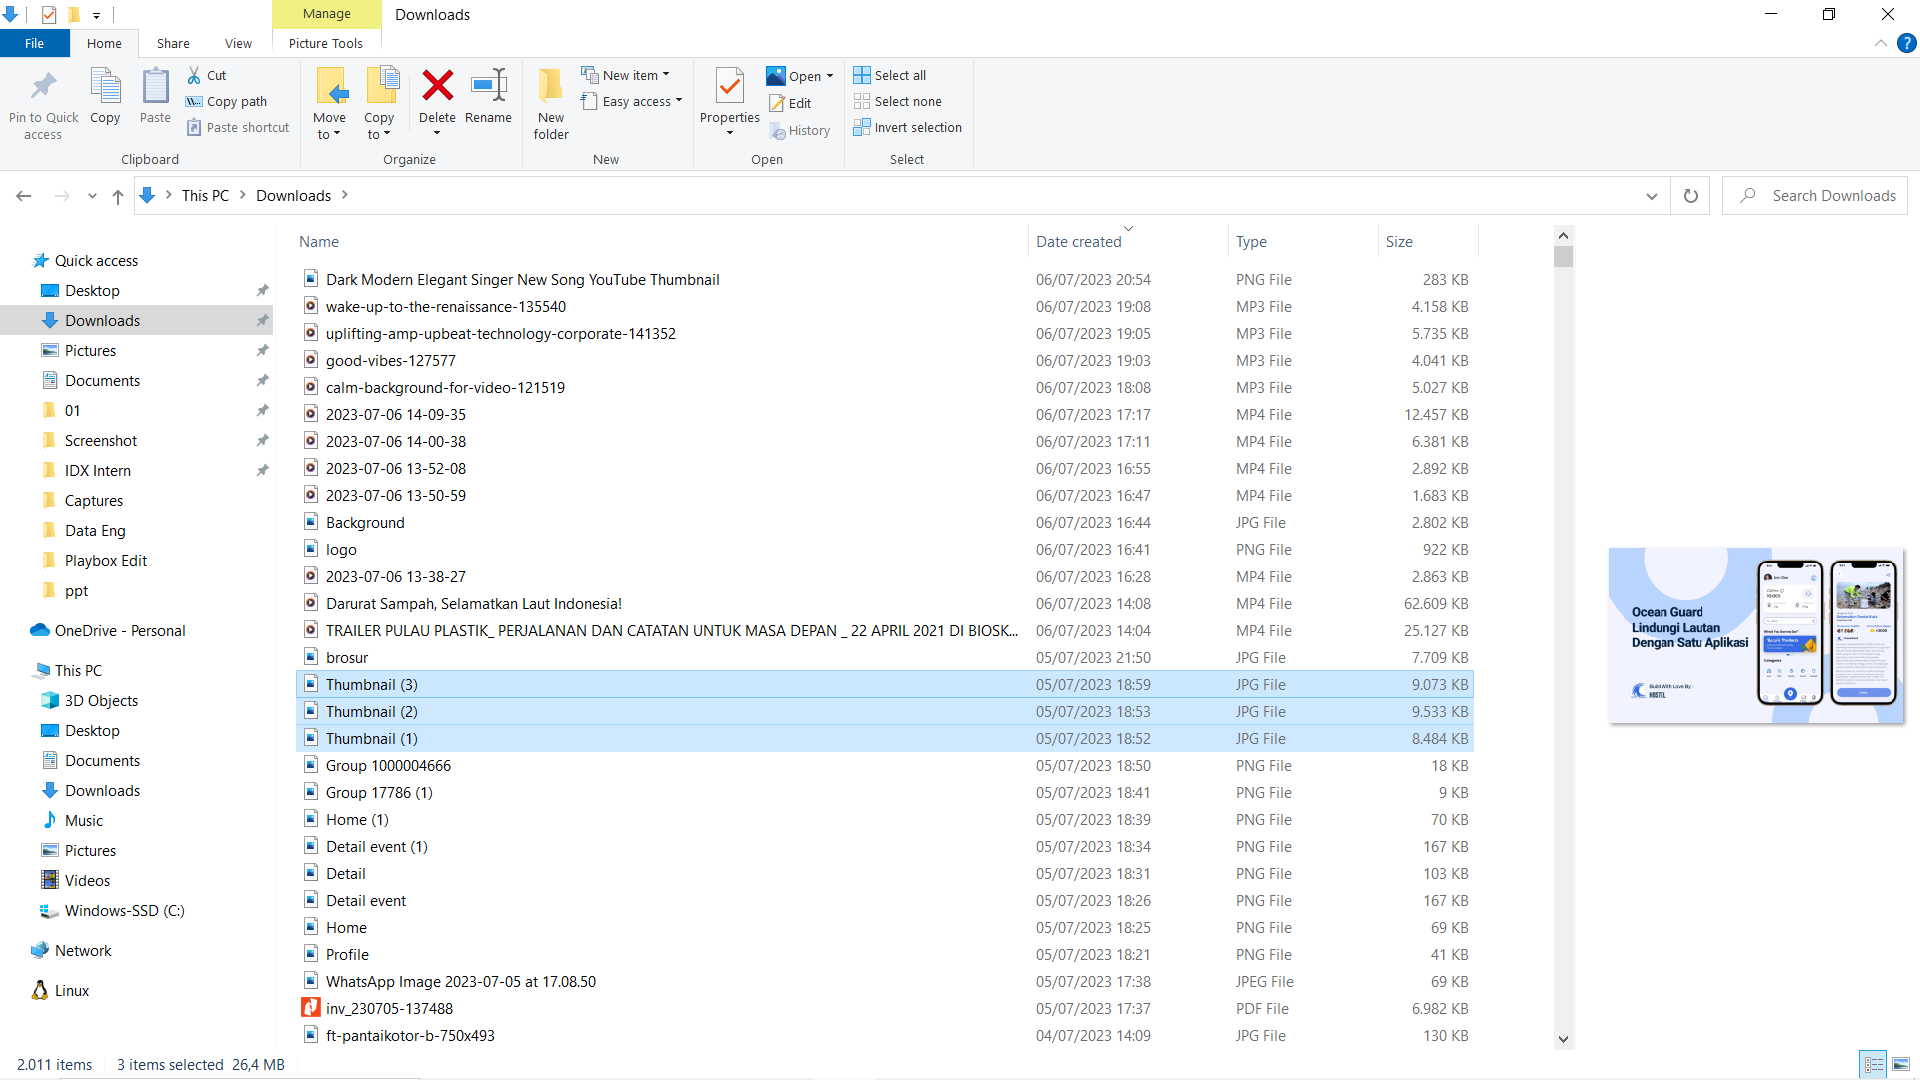 Manage
Downloads
File
Home
Share
View
Picture Tools
Pin to Quick access
Copy
Paste
Cut
Copy path
Paste shortcut
Clipboard
Move to
Copy to
Delete
Rename
Organize
New folder
New item
Easy access
New
Properties
Open
Edit
History
Open
Select all
Select none
Invert selection
Select
This PC
Downloads
Search Downloads
Quick access
Desktop
Downloads
Pictures
Documents
01
Screenshot
IDX Intern
Captures
Data Eng
Playbox Edit
ppt
OneDrive - Personal
This PC
3D Objects
Desktop
Documents
Downloads
Music
Pictures
Videos
Windows-SSD (C:)
Network
Linux
Name Date created Type Size
Dark Modern Elegant Singer New Song YouTube Thumbnail 06/07/2023 20:54 PNG File 283 KB
wake-up-to-the-renaissance-135540 06/07/2023 19:08 MP3 File 4.158 KB
uplifting-amp-upbeat-technology-corporate-141352 06/07/2023 19:05 MP3 File 5.735 KB
good-vibes-127577 06/07/2023 19:03 MP3 File 4.041 KB
calm-background-for-video-121519 06/07/2023 18:08 MP3 File 5.027 KB
2023-07-06 14-09-35 06/07/2023 17:17 MP4 File 12.457 KB
2023-07-06 14-00-38 06/07/2023 17:11 MP4 File 6.381 KB
2023-07-06 13-52-08 06/07/2023 16:55 MP4 File 2.892 KB
2023-07-06 13-50-59 06/07/2023 16:47 MP4 File 1.683 KB
Background 06/07/2023 16:44 JPG File 2.802 KB
logo 06/07/2023 16:41 PNG File 922 KB
2023-07-06 13-38-27 06/07/2023 16:28 MP4 File 2.863 KB
Darurat Sampah, Selamatkan Laut Indonesia! 06/07/2023 14:08 MP4 File 62.609 KB
TRAILER PULAU PLASTIK_ PERJALANAN DAN CATATAN UNTUK MASA DEPAN _ 22 APRIL 2021 DI BIOSK... 06/07/2023 14:04 MP4 File 25.127 KB
brosur 05/07/2023 21:50 JPG File 7.709 KB
Thumbnail (3) 05/07/2023 18:59 JPG File 9.073 KB
Thumbnail (2) 05/07/2023 18:53 JPG File 9.533 KB
Thumbnail (1) 05/07/2023 18:52 JPG File 8.484 KB
Group 1000004666 05/07/2023 18:50 PNG File 18 KB
Group 17786 (1) 05/07/2023 18:41 PNG File 9 KB
Home (1) 05/07/2023 18:39 PNG File 70 KB
Detail event (1) 05/07/2023 18:34 PNG File 167 KB
Detail 05/07/2023 18:31 PNG File 103 KB
Detail event 05/07/2023 18:26 PNG File 167 KB
Home 05/07/2023 18:25 PNG File 69 KB
Profile 05/07/2023 18:21 PNG File 41 KB
WhatsApp Image 2023-07-05 at 17.08.50 05/07/2023 17:38 JPEG File 69 KB
inv_230705-137488 05/07/2023 17:37 PDF File 6.982 KB
ft-pantaikotor-b-750x493 04/07/2023 14:09 JPG File 130 KB
Ocean Guard
Lindungi Lautan
Dengan Satu Aplikasi
Build With Love By :
HOSTEL
2.011 items 3 items selected 26,4 MB